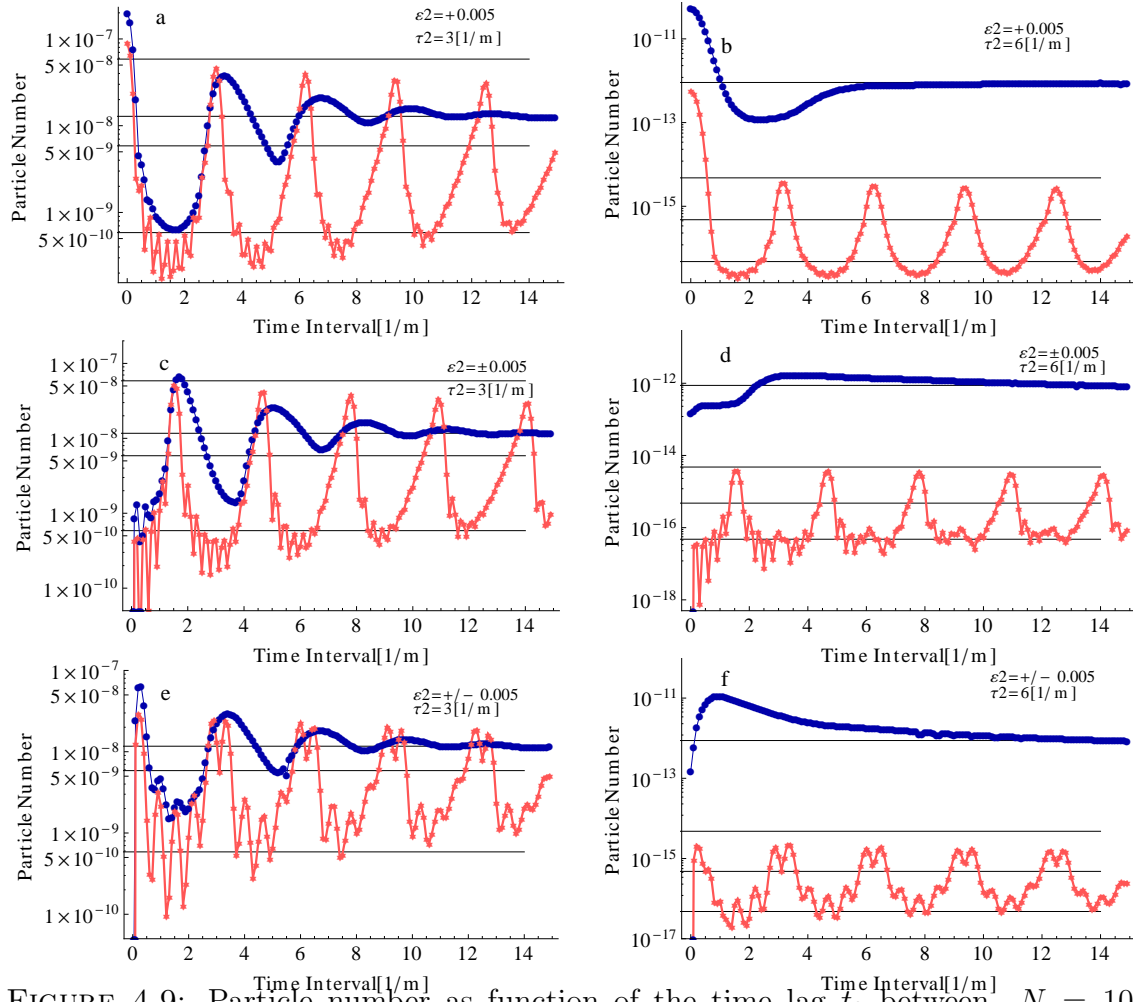 a
ε2=+0.005
τ2=3[1/m]
1×10⁻⁷
5×10⁻⁸
1×10⁻⁸
5×10⁻⁹
1×10⁻⁹
5×10⁻¹⁰
Particle Number
0 2 4 6 8 10 12 14
Time Interval[1/m]
b
ε2=+0.005
τ2=6[1/m]
10⁻¹¹
10⁻¹³
10⁻¹⁵
Particle Number
0 2 4 6 8 10 12 14
Time Interval[1/m]
c
ε2=±0.005
τ2=3[1/m]
1×10⁻⁷
5×10⁻⁸
1×10⁻⁸
5×10⁻⁹
1×10⁻⁹
5×10⁻¹⁰
1×10⁻¹⁰
Particle Number
0 2 4 6 8 10 12 14
Time Interval[1/m]
d
ε2=±0.005
τ2=6[1/m]
10⁻¹²
10⁻¹⁴
10⁻¹⁶
10⁻¹⁸
Particle Number
0 2 4 6 8 10 12 14
Time Interval[1/m]
e
ε2=+/- 0.005
τ2=3[1/m]
1×10⁻⁷
5×10⁻⁸
1×10⁻⁸
5×10⁻⁹
1×10⁻⁹
5×10⁻¹⁰
1×10⁻¹⁰
Particle Number
0 2 4 6 8 10 12 14
Time Interval[1/m]
f
ε2=+/- 0.005
τ2=6[1/m]
10⁻¹¹
10⁻¹³
10⁻¹⁵
10⁻¹⁷
Particle Number
0 2 4 6 8 10 12 14
Time Interval[1/m]
FIGURE 4.9: Particle number as function of the time lag t between N = 10